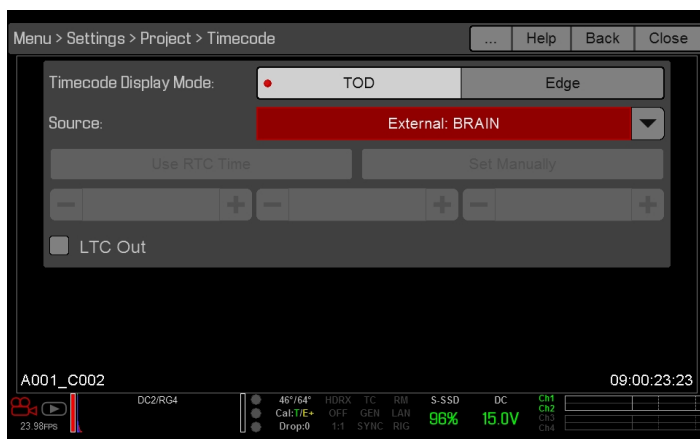 Menu > Settings > Project > Timecode ... Help Back Close
Timecode Display Mode: TOD Edge
Source: External: BRAIN
Use RTC Time Set Manually
LTC Out
A001_C002 09:00:23:23
DC2/RG4 46°/64° HDRX TC RM S-SSD DC Ch1
Cal:T/E+ OFF GEN LAN 96% 15.0V Ch2
23.98FPS Drop:0 1:1 SYNC RIG Ch3
Ch4